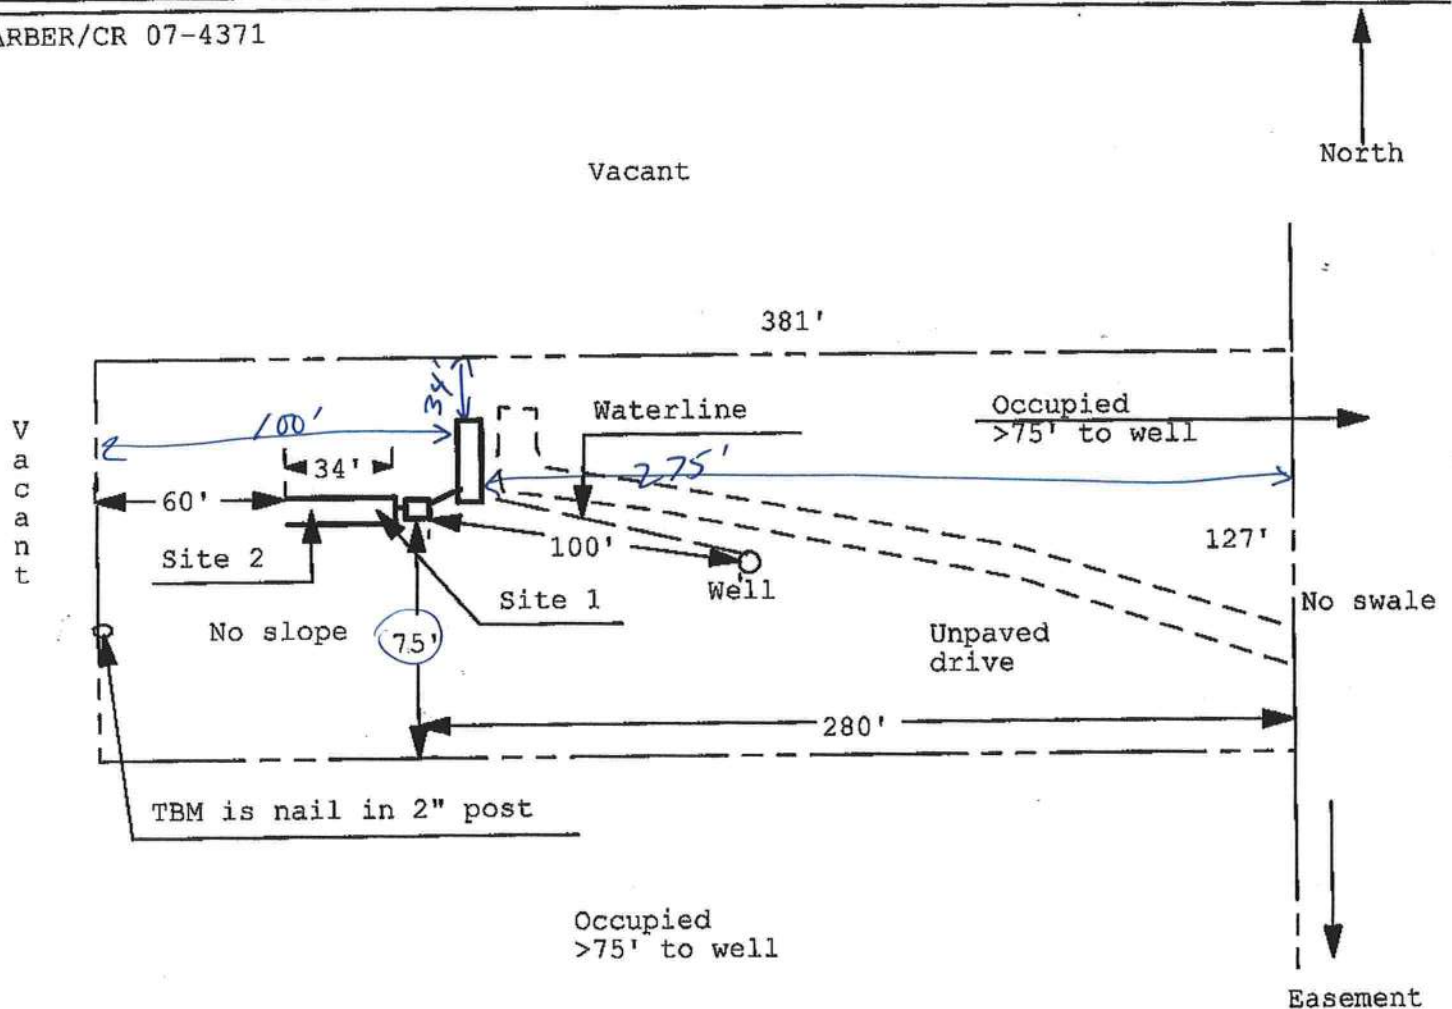 ARBER/CR 07-4371
North
Vacant
381'
34'
Waterline
Occupied
>75' to well
100'
34'
275'
Vacant
60'
127'
100'
Site 2
Well
Site 1
No swale
No slope
75'
Unpaved
drive
280'
TBM is nail in 2" post
Occupied
>75' to well
Easement